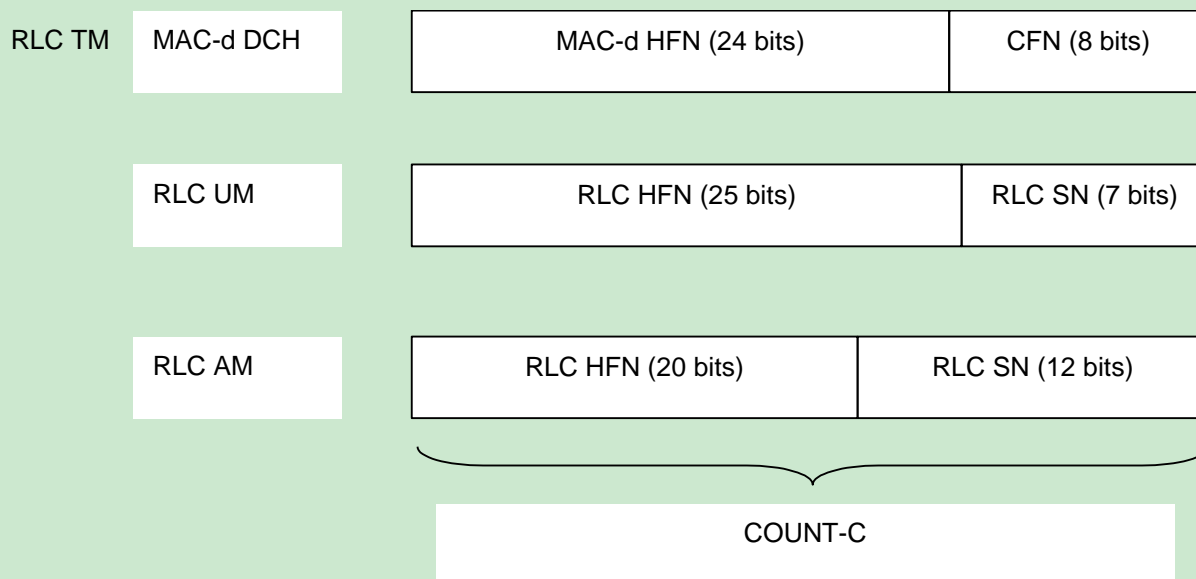 RLC TM MAC-d DCH MAC-d HFN (24 bits) CFN (8 bits)
RLC UM RLC HFN (25 bits) RLC SN (7 bits)
RLC AM RLC HFN (20 bits) RLC SN (12 bits)
COUNT-C